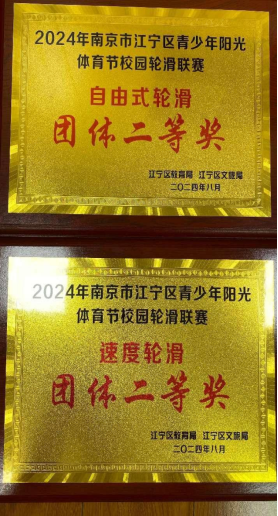 2024年南京市江宁区青少年阳光
体育节校园轮滑联赛
自由式轮滑
团体二等奖
江宁区教育局 江宁区文旅局
二〇二四年八月
2024年南京市江宁区青少年阳光
体育节校园轮滑联赛
速度轮滑
团体二等奖
江宁区教育局 江宁区文旅局
二〇二四年八月